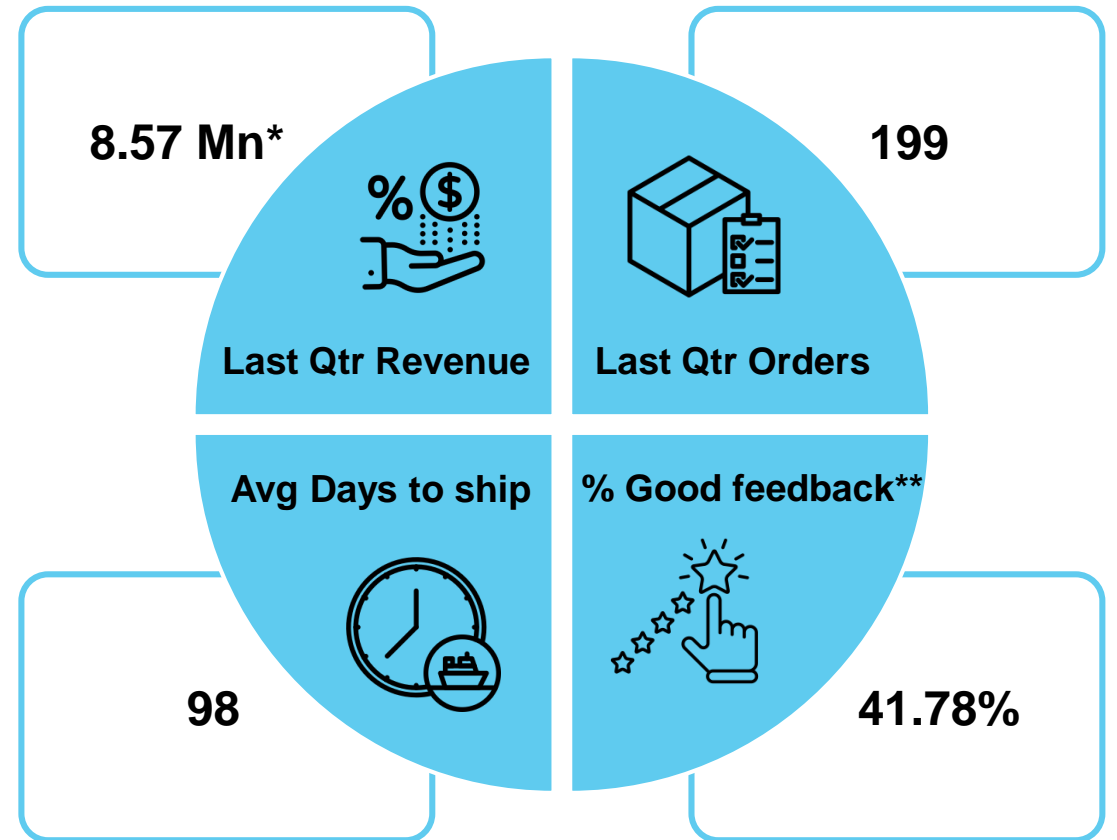 8.57 Mn*
199
% $
Last Qtr Revenue
Last Qtr Orders
Avg Days to ship
% Good feedback**
98
41.78%